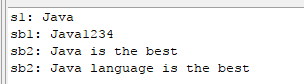 s1: Java
sb1: Java1234
sb2: Java is the best
sb2: Java language is the best